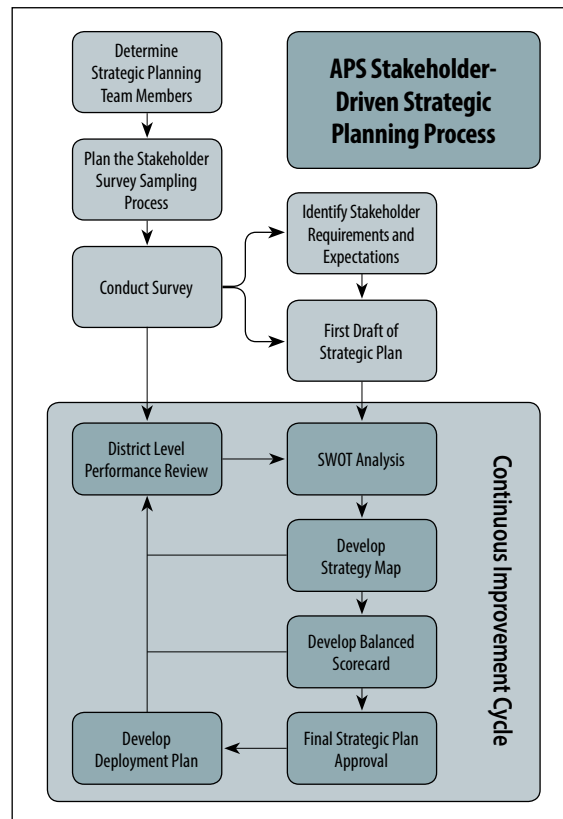 Determine
Strategic Planning
Team Members
APS Stakeholder-
Driven Strategic
Planning Process
Plan the Stakeholder
Survey Sampling
Process
Identify Stakeholder
Requirements and
Expectations
Conduct Survey
First Draft of
Strategic Plan
District Level
Performance Review
SWOT Analysis
Develop
Strategy Map
Develop Balanced
Scorecard
Develop
Deployment Plan
Final Strategic Plan
Approval
Continuous Improvement Cycle